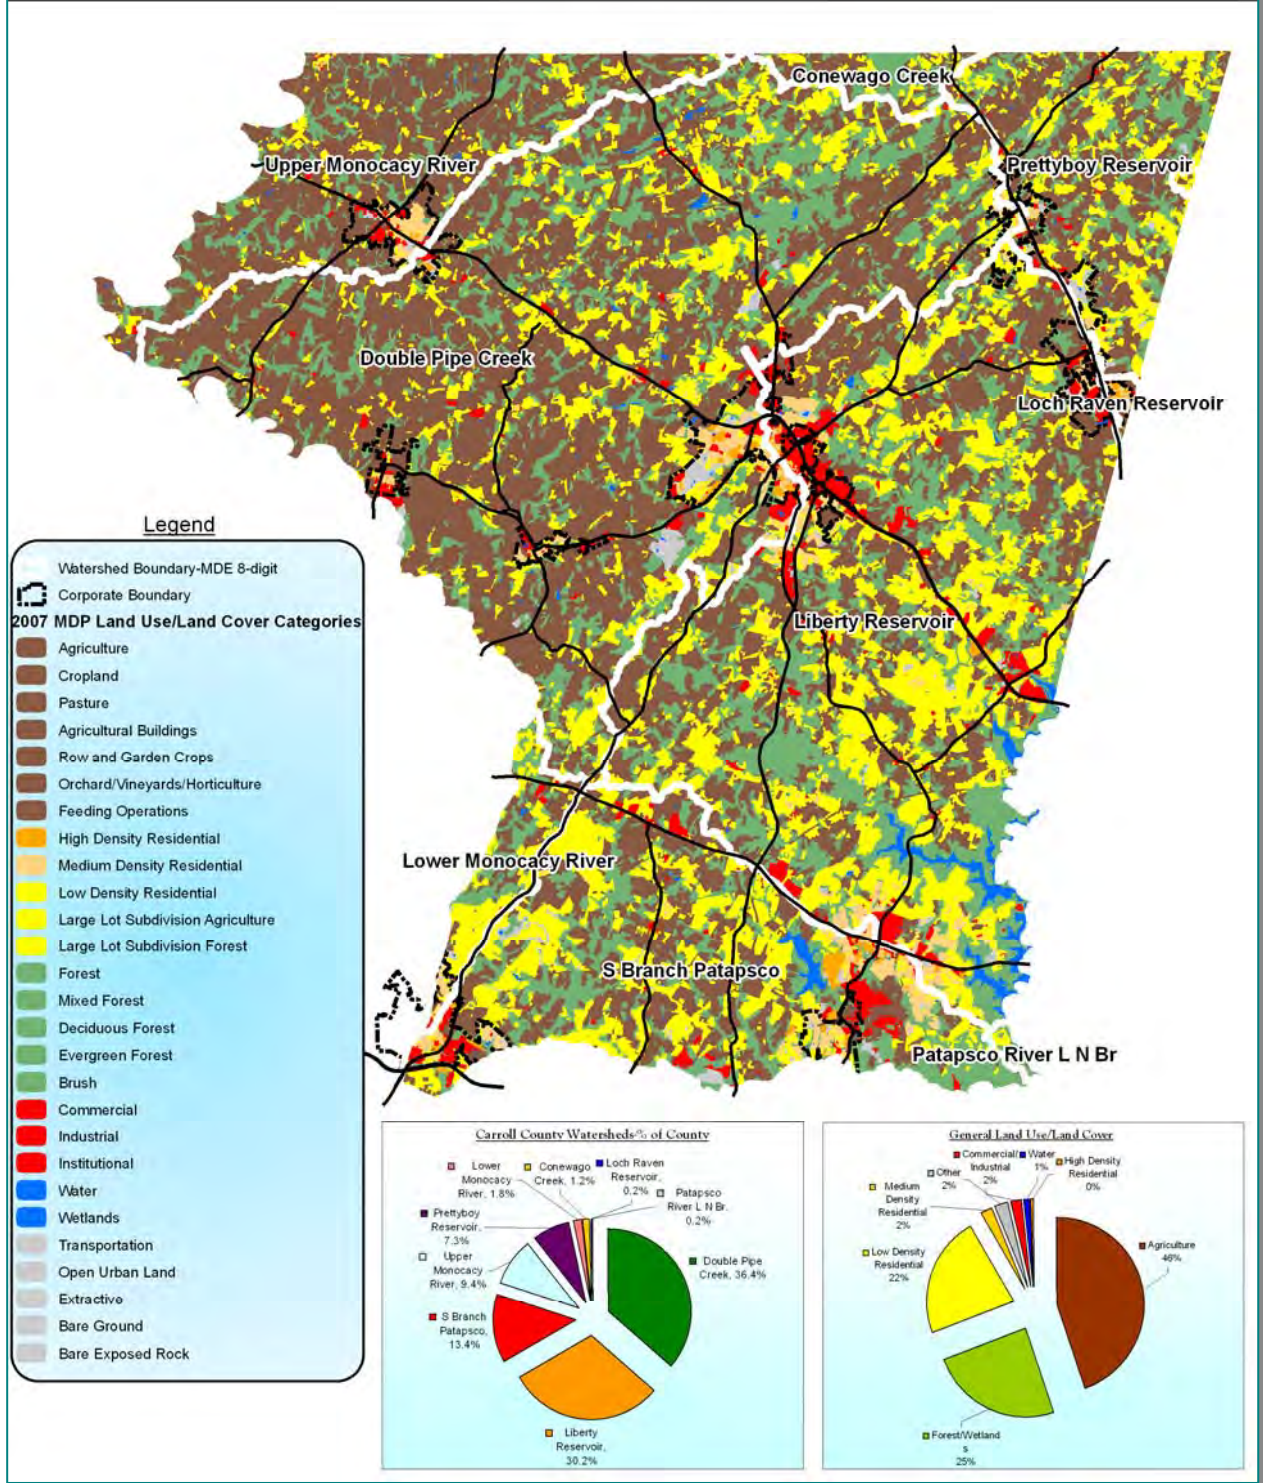 Conewago Creek
Upper Monocacy River
Prettyboy Reservoir
Double Pipe Creek
Loch Raven Reservoir
Liberty Reservoir
Lower Monocacy River
S Branch Patapsco
Patapsco River L N Br
Legend
Watershed Boundary-MDE 8-digit
Corporate Boundary
2007 MDP Land Use/Land Cover Categories
Agriculture
Cropland
Pasture
Agricultural Buildings
Row and Garden Crops
Orchard/Vineyards/Horticulture
Feeding Operations
High Density Residential
Medium Density Residential
Low Density Residential
Large Lot Subdivision Agriculture
Large Lot Subdivision Forest
Forest
Mixed Forest
Deciduous Forest
Evergreen Forest
Brush
Commercial
Industrial
Institutional
Water
Wetlands
Transportation
Open Urban Land
Extractive
Bare Ground
Bare Exposed Rock
Carroll County Watersheds-% of County
Lower
Monocacy
River, 1.8%
Conewago
Creek, 1.2%
Loch Raven
Reservoir,
0.2%
Patapsco
River L N Br,
0.2%
Prettyboy
Reservoir,
7.3%
Upper
Monocacy
River, 9.4%
Double Pipe
Creek, 36.4%
S Branch
Patapsco,
13.4%
Liberty
Reservoir,
30.2%
General Land Use/Land Cover
Commercial/
Industrial
2%
Water
1%
High Density
Residential
0%
Other
2%
Medium
Density
Residential
2%
Low Density
Residential
22%
Agriculture
46%
Forest/Wetland
s
25%